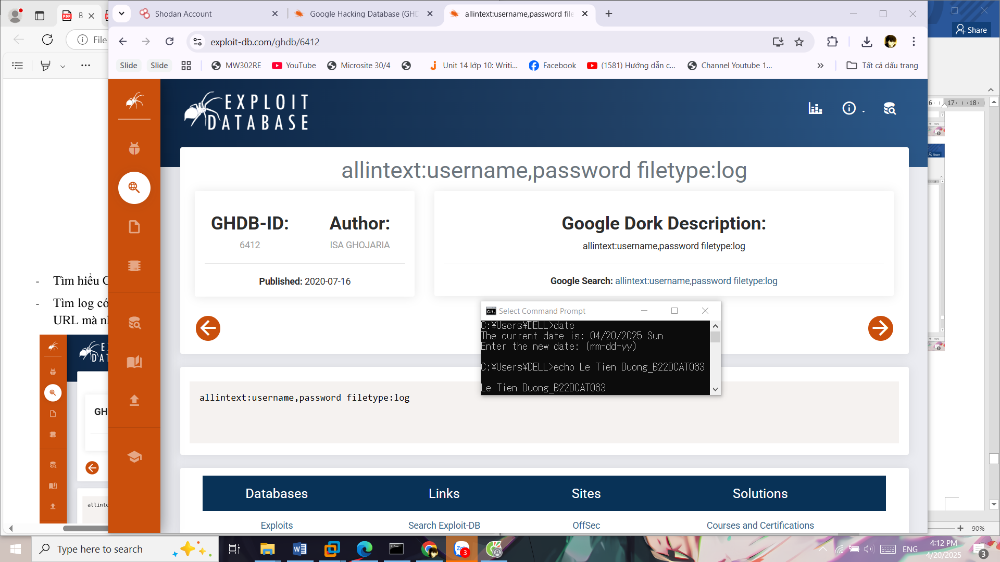 Shodan Account
Google Hacking Database (GHD
allintext:username,password file
B
File
exploit-db.com/ghdb/6412
Share
Slide
Slide
MW302RE
YouTube
Microsite 30/4
Unit 14 lớp 10: Writi...
Facebook
(1581) Hướng dẫn c...
Channel Youtube 1...
»
Tất cả dấu trang
EXPLOIT
DATABASE
17 · 18
allintext:username,password filetype:log
GHDB-ID:
6412
Author:
ISA GHOJARIA
Published: 2020-07-16
Google Dork Description:
allintext:username,password filetype:log
Google Search: allintext:username,password filetype:log
- Tìm hiểu G
- Tìm log có
URL mà n
Select Command Prompt
C:¥Users¥DELL>date
The current date is: 04/20/2025 Sun
Enter the new date: (mm-dd-yy)
C:¥Users¥DELL>echo Le Tien Duong_B22DCAT063
Le Tien Duong_B22DCAT063
allintext:username,password filetype:log
GH
allinte
Databases
Links
Sites
Solutions
Exploits
Search Exploit-DB
OffSec
Courses and Certifications
90%
Type here to search
3
ENG
4:12 PM
4/20/2025
3